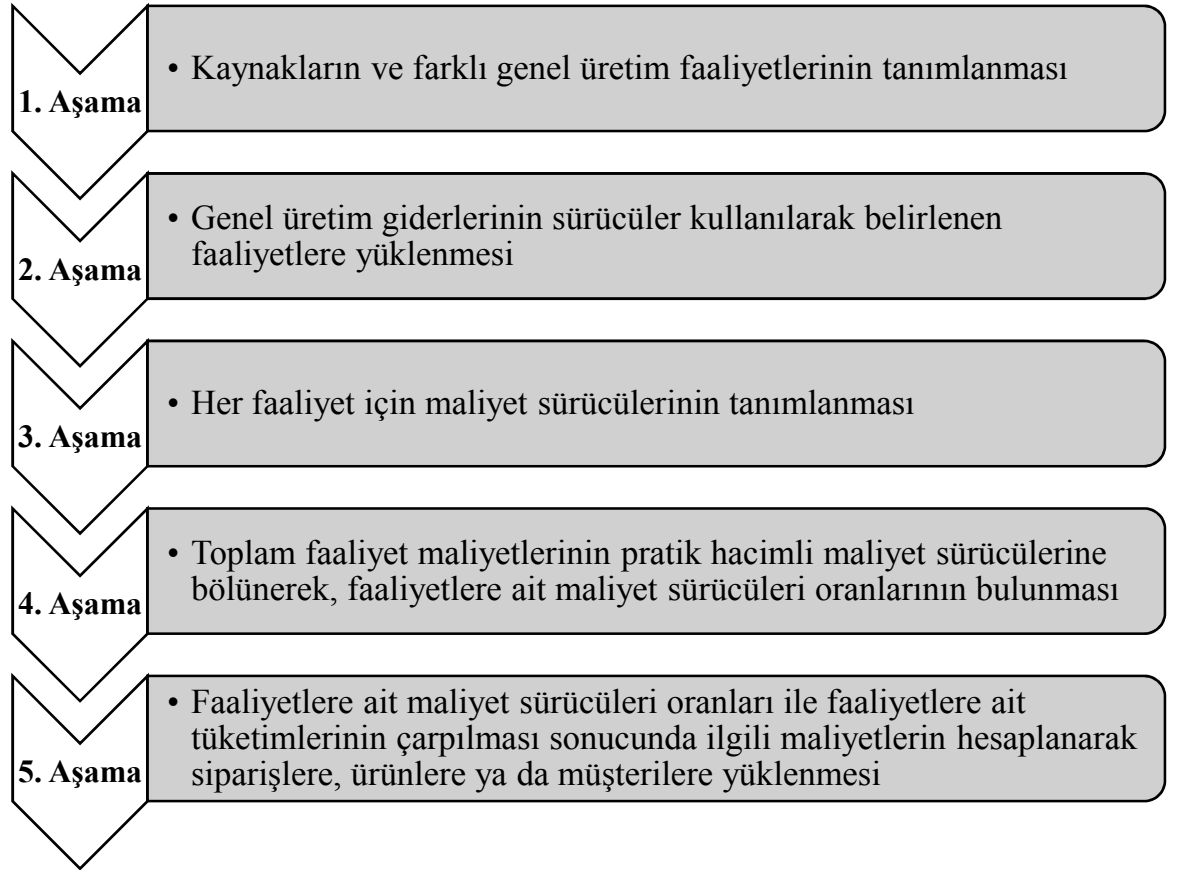 1. Aşama
• Kaynakların ve farklı genel üretim faaliyetlerinin tanımlanması
2. Aşama
• Genel üretim giderlerinin sürücüler kullanılarak belirlenen
faaliyetlere yüklenmesi
3. Aşama
• Her faaliyet için maliyet sürücülerinin tanımlanması
4. Aşama
• Toplam faaliyet maliyetlerinin pratik hacimli maliyet sürücülerine
bölünerek, faaliyetlere ait maliyet sürücüleri oranlarının bulunması
5. Aşama
• Faaliyetlere ait maliyet sürücüleri oranları ile faaliyetlere ait
tüketimlerinin çarpılması sonucunda ilgili maliyetlerin hesaplanarak
siparişlere, ürünlere ya da müşterilere yüklenmesi